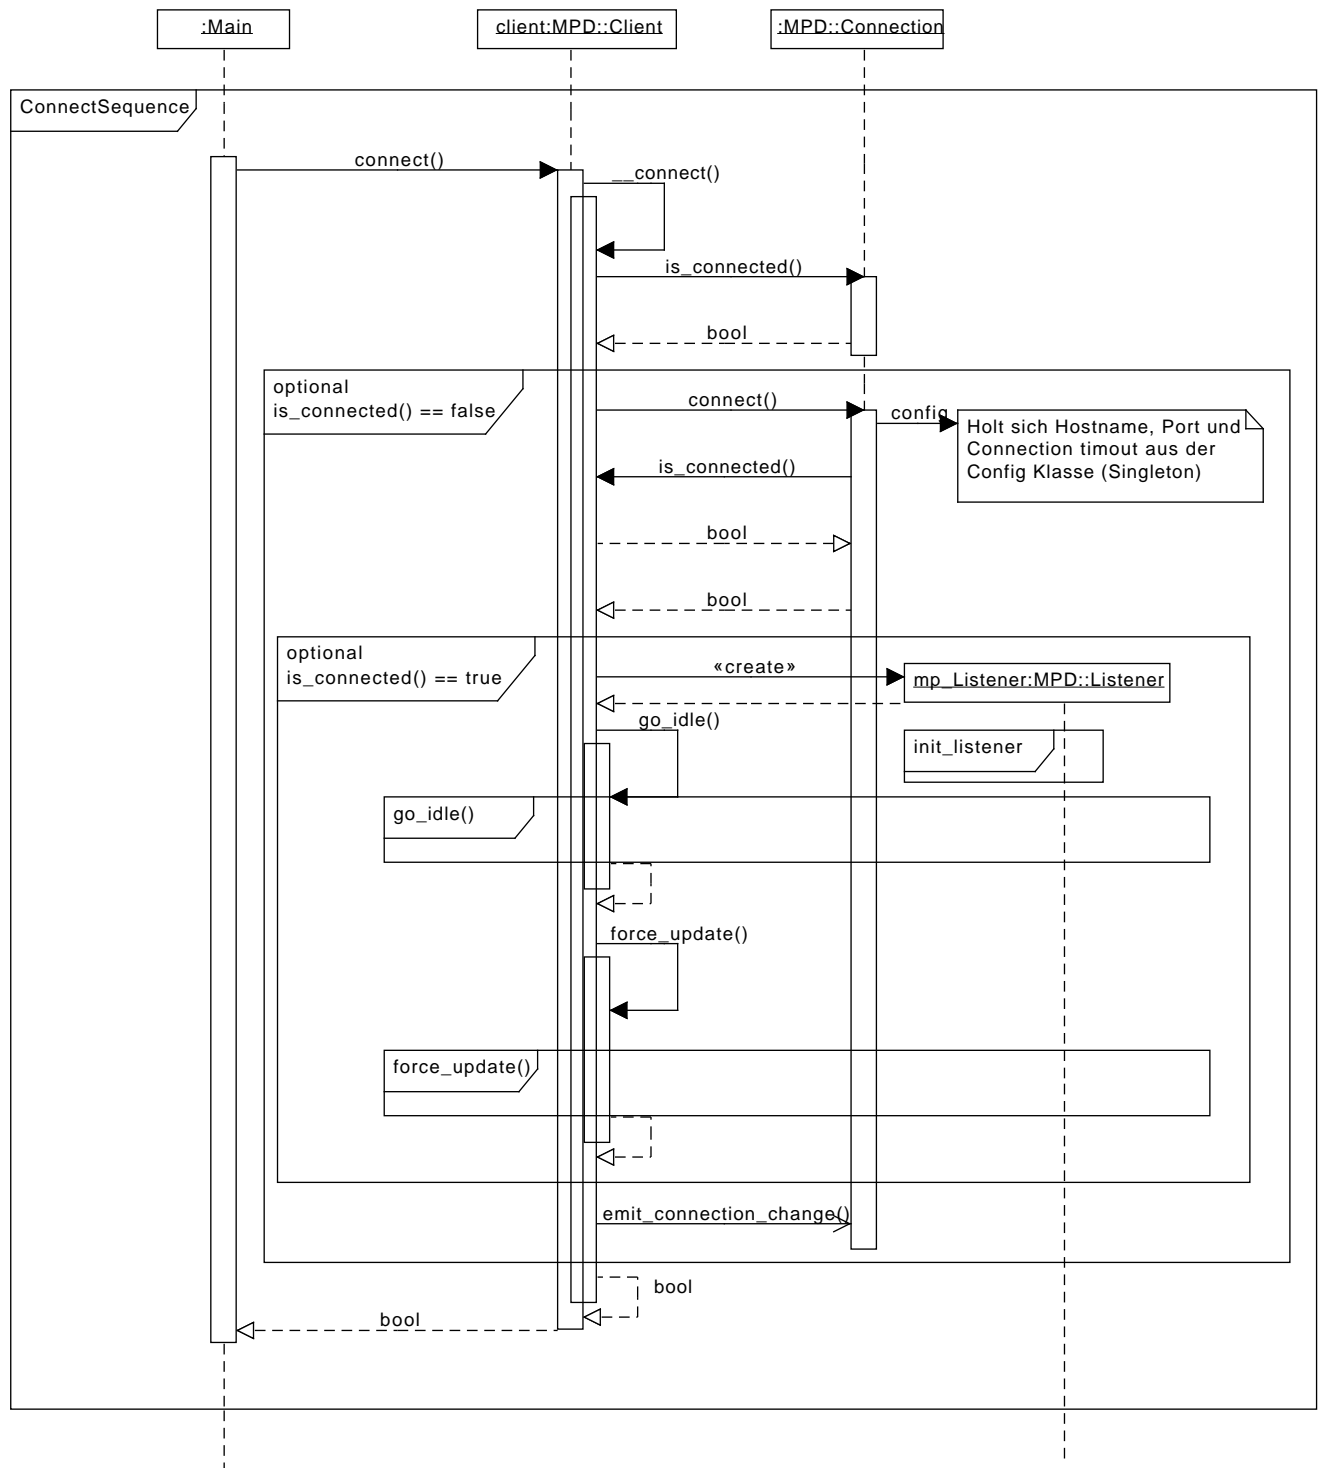 :Main
client:MPD::Client
:MPD::Connection
ConnectSequence
connect()
__connect()
is_connected()
bool
optional
is_connected() == false
connect()
config
Holt sich Hostname, Port und
Connection timout aus der
Config Klasse (Singleton)
is_connected()
bool
bool
optional
is_connected() == true
«create»
mp_Listener:MPD::Listener
go_idle()
init_listener
go_idle()
force_update()
force_update()
emit_connection_change()
bool
bool